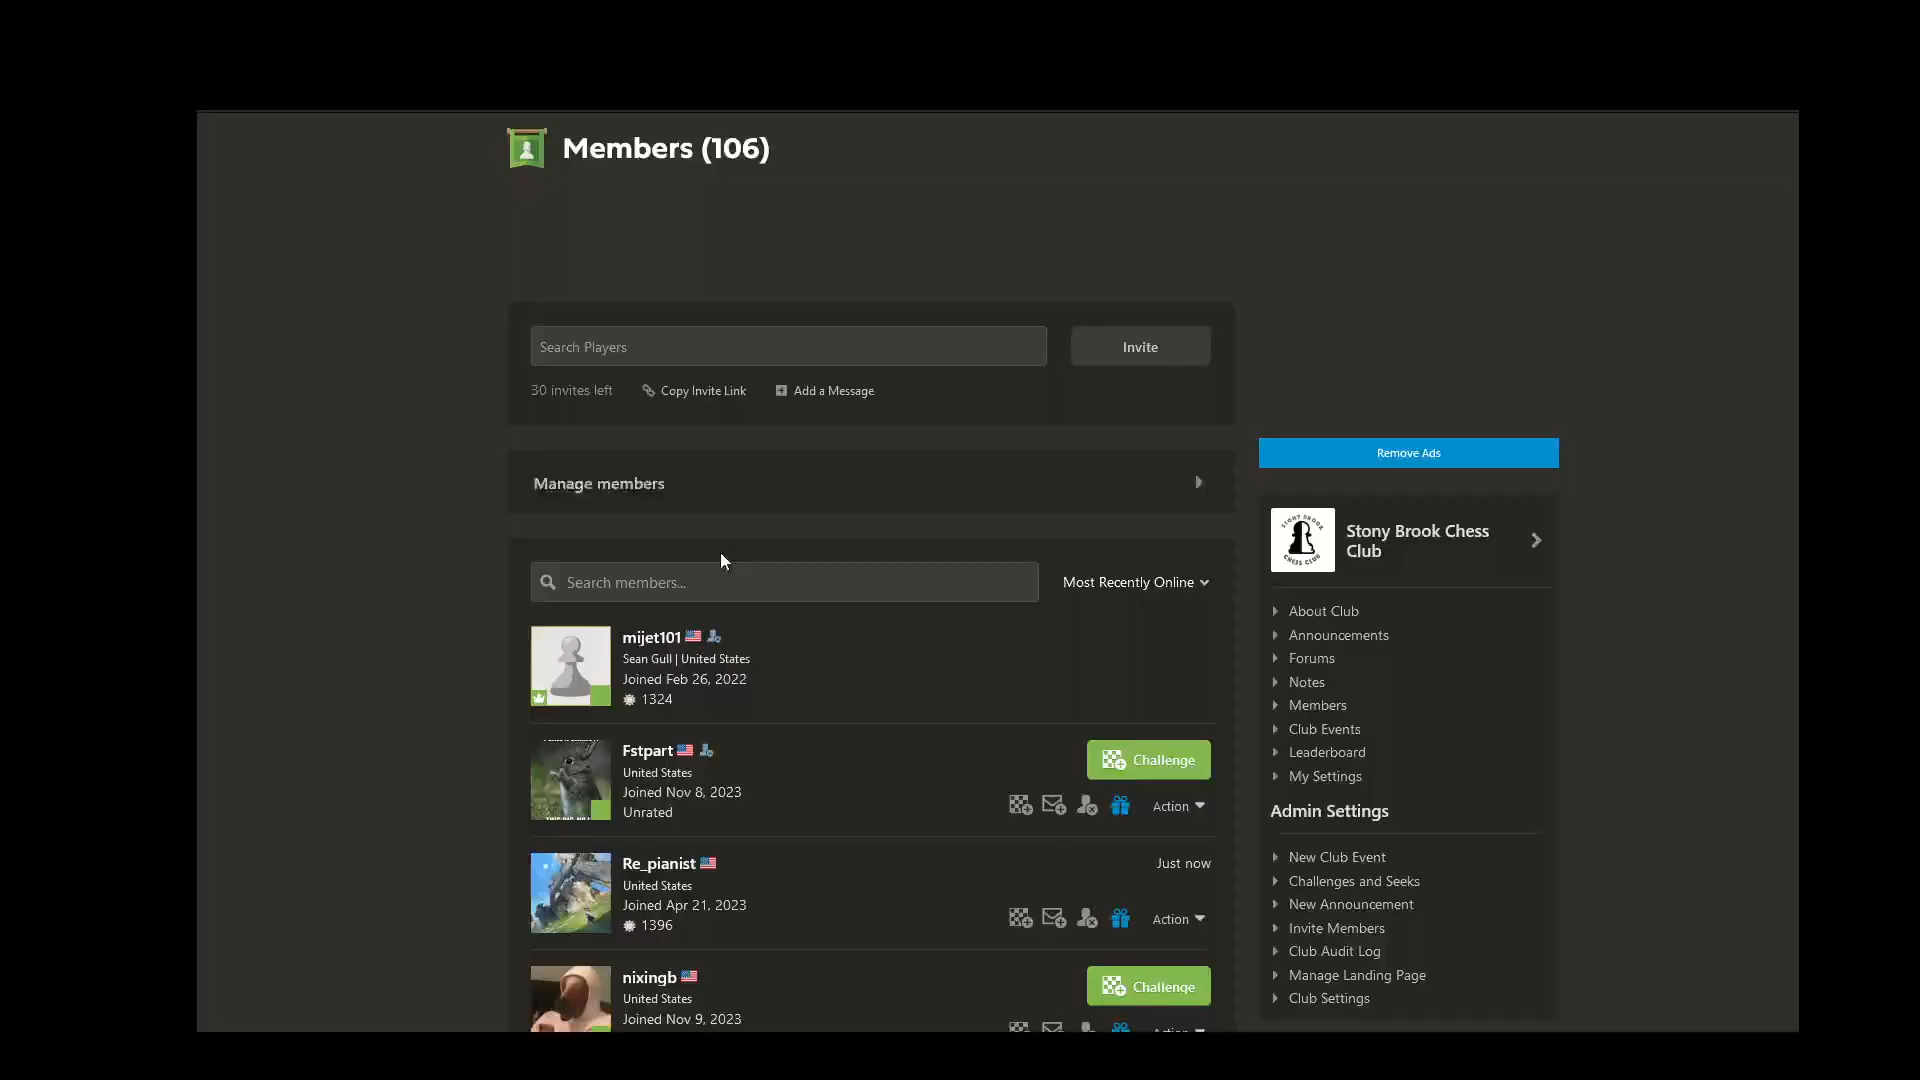 Members (106)
Search Players
Invite
30 invites left
Copy Invite Link
Add a Message
Manage members
Search members...
Most Recently Online
mijet101
Sean Gull | United States
Joined Feb 26, 2022
1324
Fstpart
United States
Joined Nov 8, 2023
Unrated
Challenge
Action
Re_pianist
United States
Joined Apr 21, 2023
1396
Just now
Action
nixingb
United States
Joined Nov 9, 2023
Challenge
Action
Remove Ads
STONY BROOK
CHESS CLUB
Stony Brook Chess
Club
About Club
Announcements
Forums
Notes
Members
Club Events
Leaderboard
My Settings
Admin Settings
New Club Event
Challenges and Seeks
New Announcement
Invite Members
Club Audit Log
Manage Landing Page
Club Settings